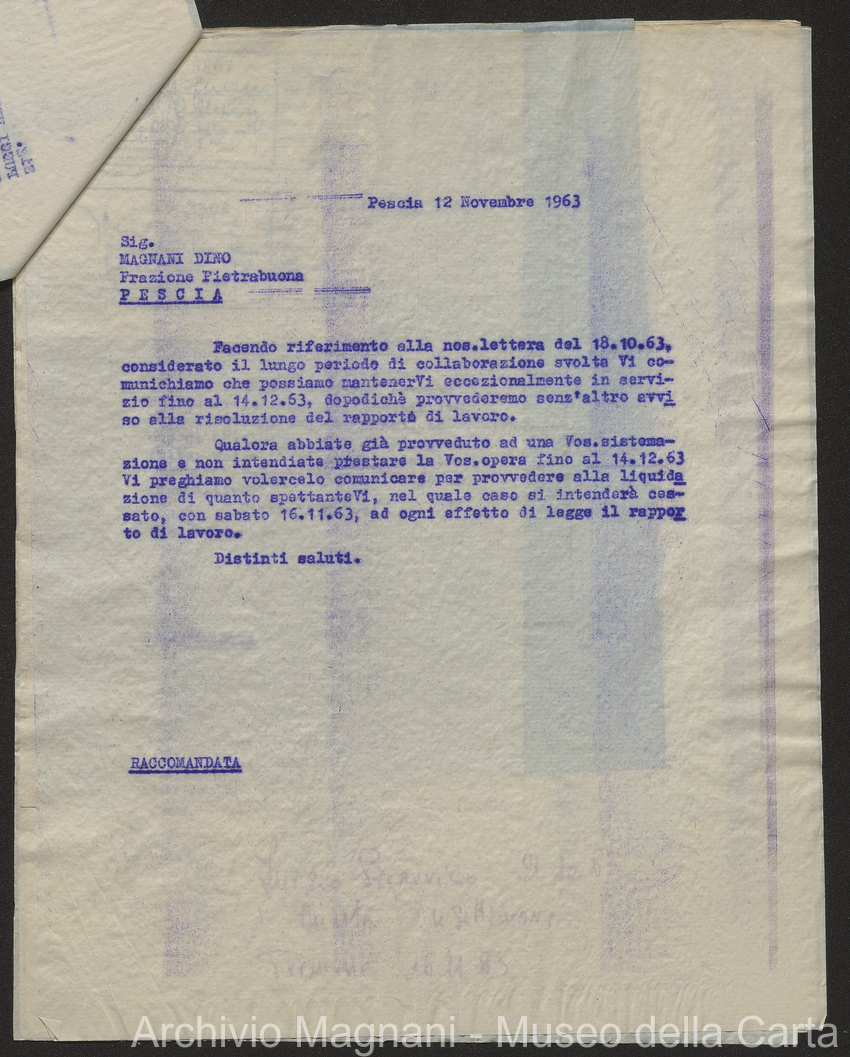 Pescia 12 Novembre 1963
Sig.
MAGNANI DINO
Frazione Pietrabuona
P E S C I A
Facendo riferimento alla nos.lettera del 18.10.63,
considerato il lungo periodo di collaborazione svolta Vi co-
munichiamo che possiamo mantenerVi eccezionalmente in servi-
zio fino al 14.12.63, dopodichè provvederemo senz'altro avvi
so alla risoluzione del rapporto di lavoro.
Qualora abbiate già provveduto ad una Vos.sistema-
zione e non intendiate prestare la Vos.opera fino al 14.12.63
Vi preghiamo volercelo comunicare per provvedere alla liquida
zione di quanto spettanteVi, nel quale caso si intenderà ces-
sato, con sabato 16.11.63, ad ogni effetto di legge il rappor
to di lavoro.
Distinti saluti.
RACCOMANDATA
Archivio Magnani - Museo della Carta